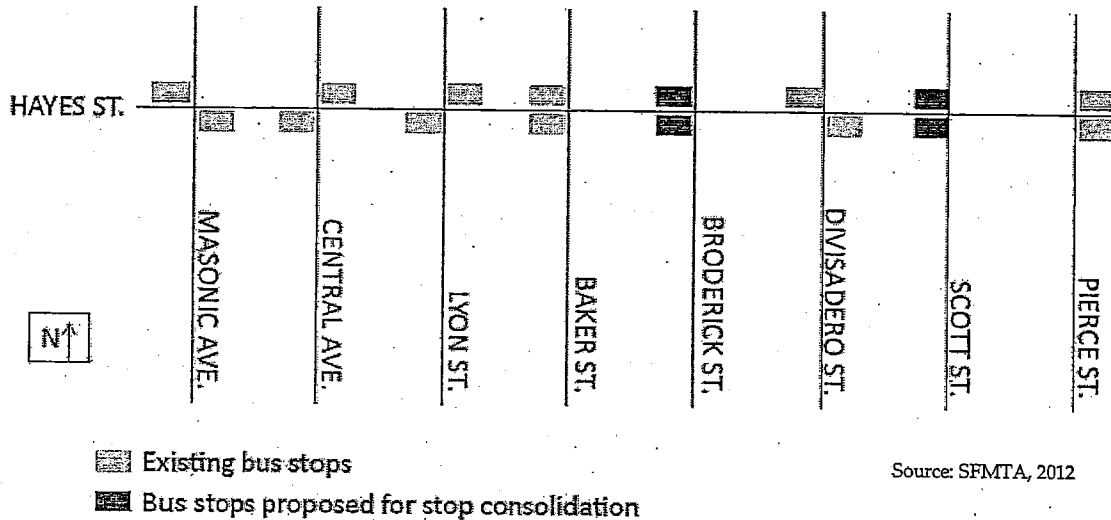 HAYES ST.
MASONIC AVE.
CENTRAL AVE.
LYON ST.
BAKER ST.
BRODERICK ST.
DIVISADERO ST.
SCOTT ST.
PIERCE ST.
N
Existing bus stops
Source: SFMTA, 2012
Bus stops proposed for stop consolidation